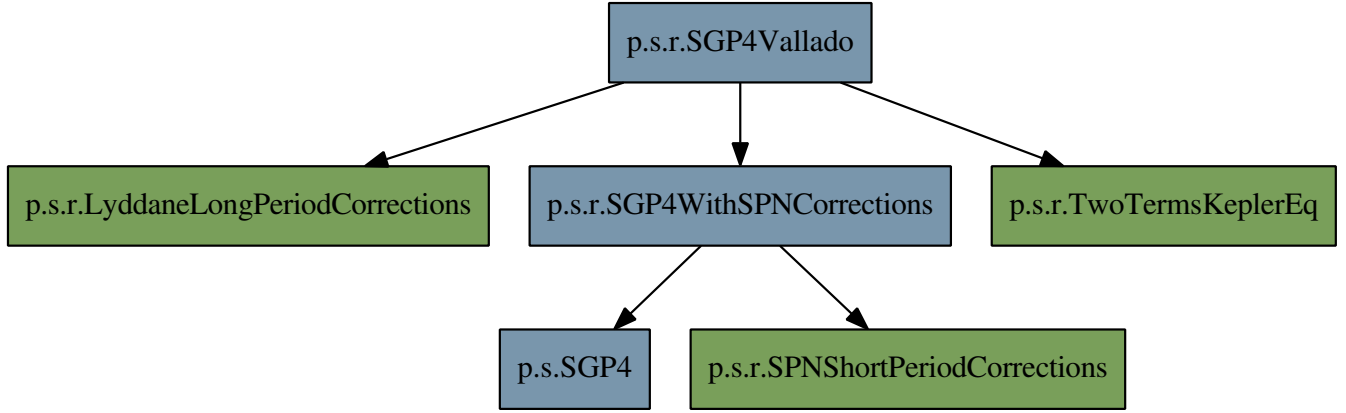 p.s.r.SGP4Vallado
p.s.r.LyddaneLongPeriodCorrections
p.s.r.SGP4WithSPNCorrections
p.s.r.TwoTermsKeplerEq
p.s.SGP4
p.s.r.SPNShortPeriodCorrections